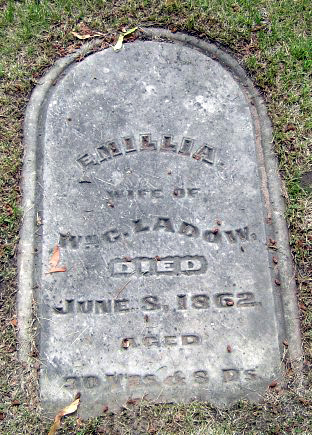 EMILLIA.
WIFE OF
Wm C. LADOW.
DIED
JUNE 8, 1862
AGED
30 YRS & 8 DS